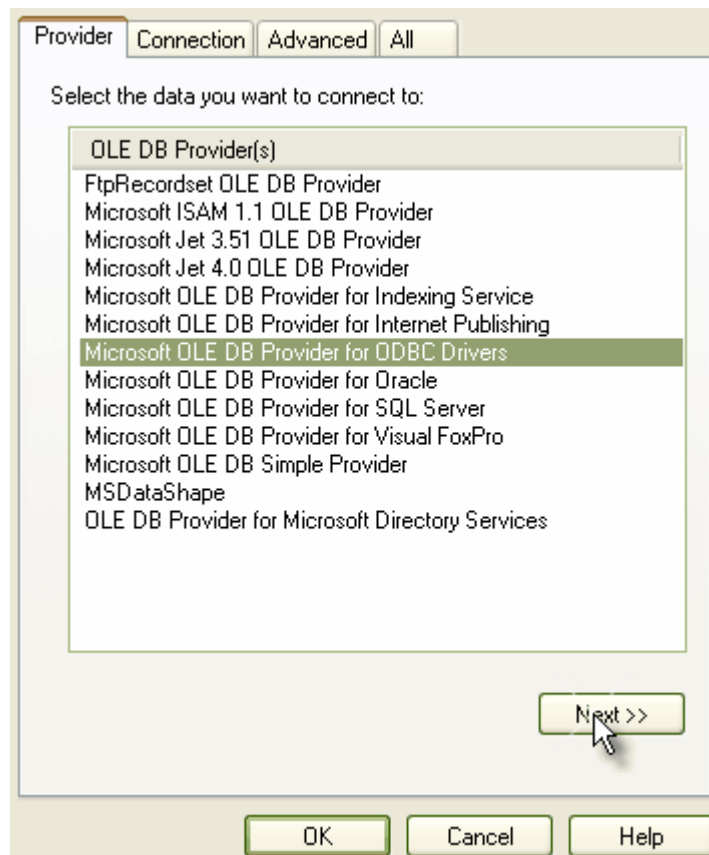 Provider Connection Advanced All
Select the data you want to connect to:
OLE DB Provider(s)
FtpRecordset OLE DB Provider
Microsoft ISAM 1.1 OLE DB Provider
Microsoft Jet 3.51 OLE DB Provider
Microsoft Jet 4.0 OLE DB Provider
Microsoft OLE DB Provider for Indexing Service
Microsoft OLE DB Provider for Internet Publishing
Microsoft OLE DB Provider for ODBC Drivers
Microsoft OLE DB Provider for Oracle
Microsoft OLE DB Provider for SQL Server
Microsoft OLE DB Provider for Visual FoxPro
Microsoft OLE DB Simple Provider
MSDataShape
OLE DB Provider for Microsoft Directory Services
Next >>
OK Cancel Help